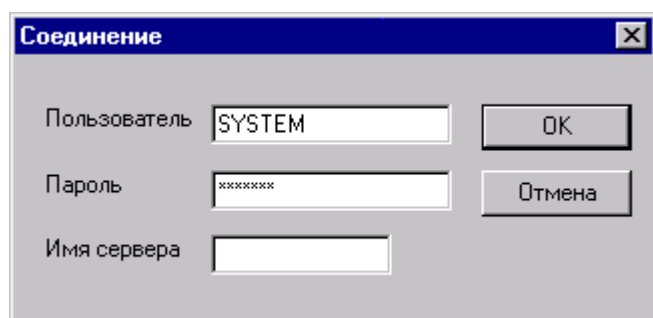 Соединение
Пользователь SYSTEM OK
Пароль ******* Отмена
Имя сервера